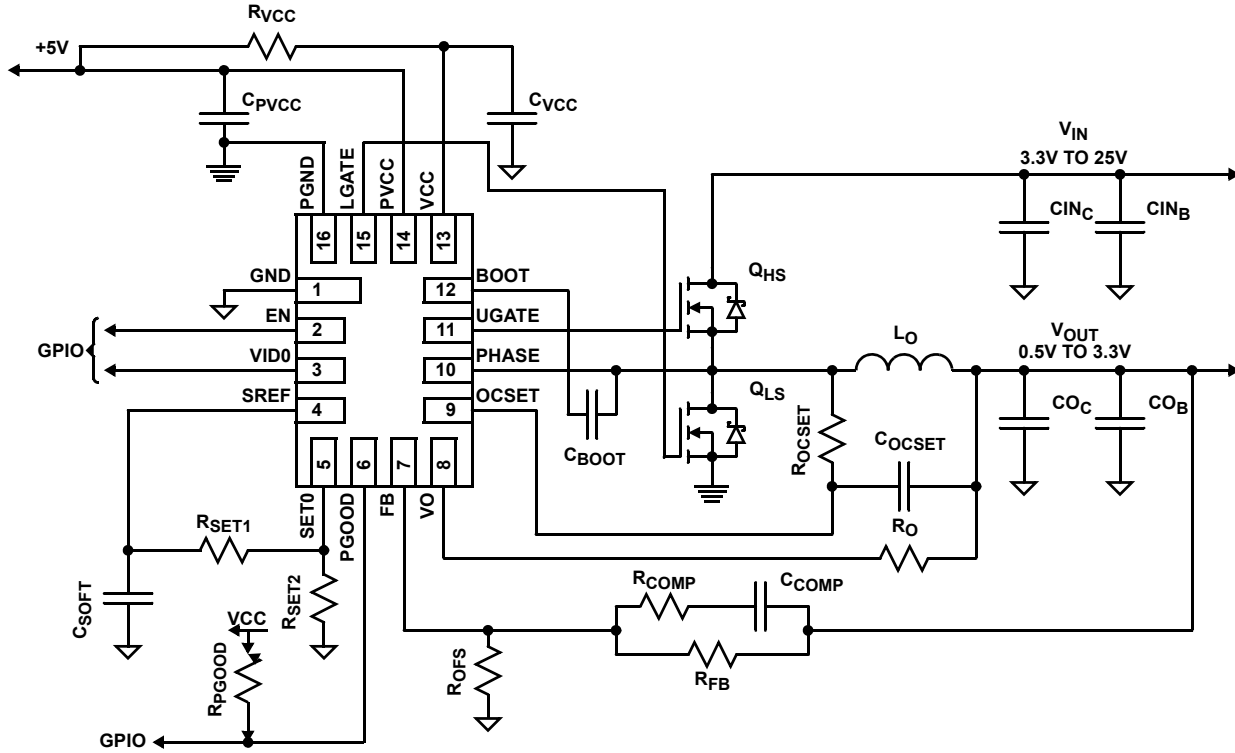 RVCC
+5V
CPVCC
CVCC
VIN
3.3V TO 25V
PGND
LGATE
PVCC
VCC
16
15
14
13
CINC
CINB
GND
1
12
BOOT
QHS
EN
2
11
UGATE
GPIO
VID0
3
10
PHASE
LO
VOUT
0.5V TO 3.3V
SREF
4
9
OCSET
QLS
COC
COB
CBOOT
ROCSET
COCSET
5
6
7
8
SET0
PGOOD
FB
VO
RSET1
RO
CSOFT
RSET2
RCOMP
CCOMP
VCC
RPGOOD
ROFS
RFB
GPIO